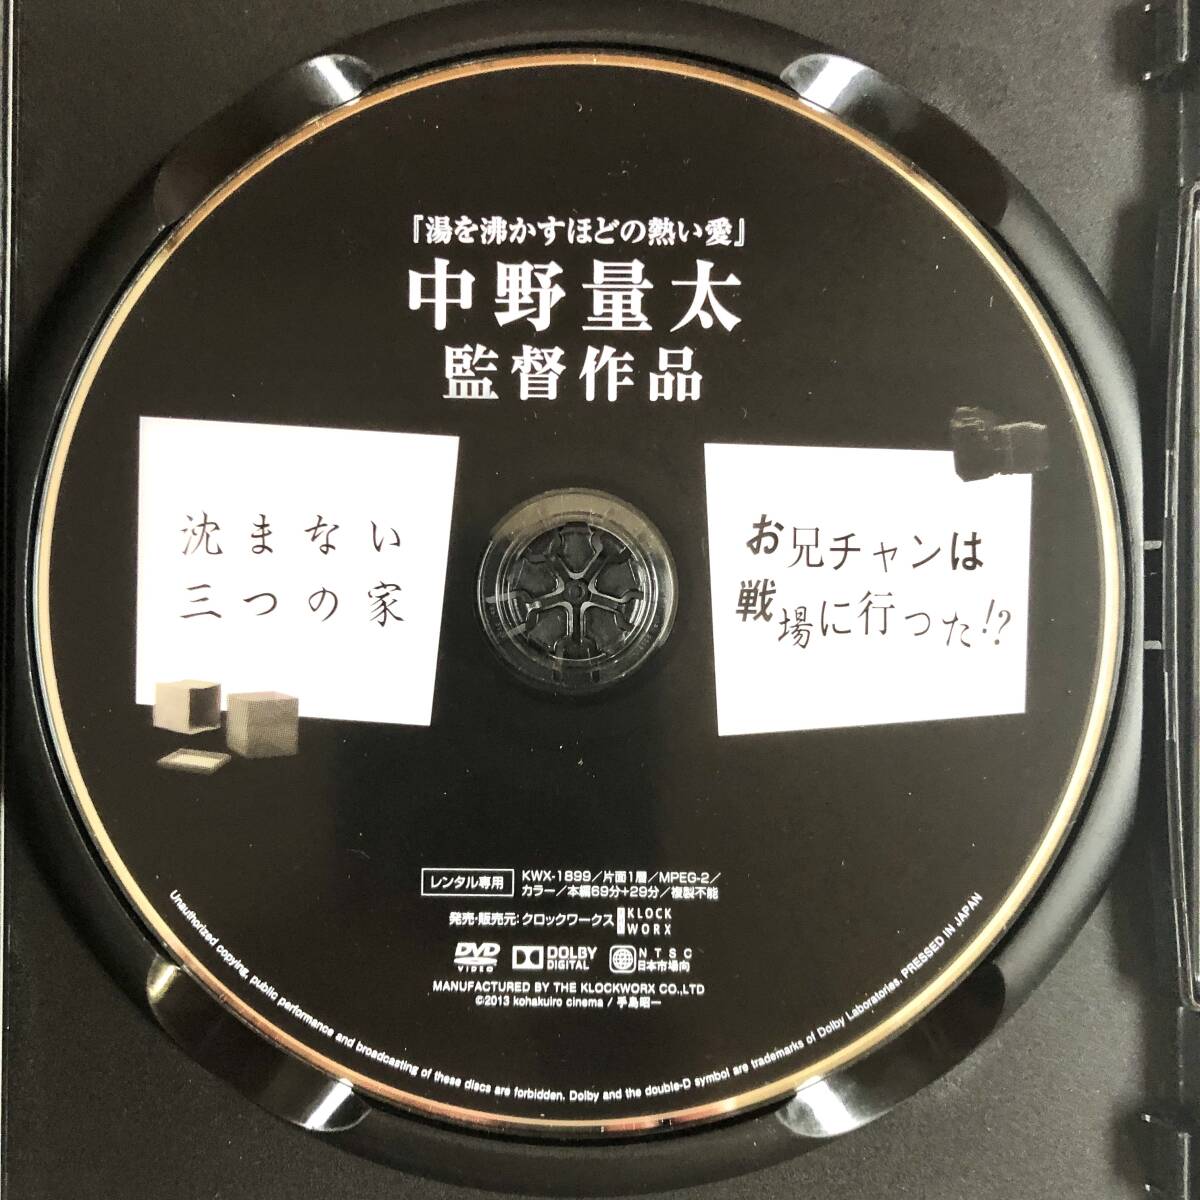 『湯を沸かすほどの熱い愛』
中野量太
監督作品
沈まない
三つの家
お兄チャンは
戦場に行った!?
レンタル専用
KWX-1899／片面1層／MPEG-2／
カラー／本編69分+29分／複製不能
発売・販売元:クロックワークス
KLOCK
WORX
DVD
VIDEO
DOLBY
DIGITAL
NTSC
日本市場向
MANUFACTURED BY THE KLOCKWORX CO.,LTD
©2013 kohakuiro cinema / 手島昭一
Unauthorized copying, public performance and broadcasting of these discs are forbidden. Dolby and the double-D symbol are trademarks of Dolby Laboratories. PRESSED IN JAPAN